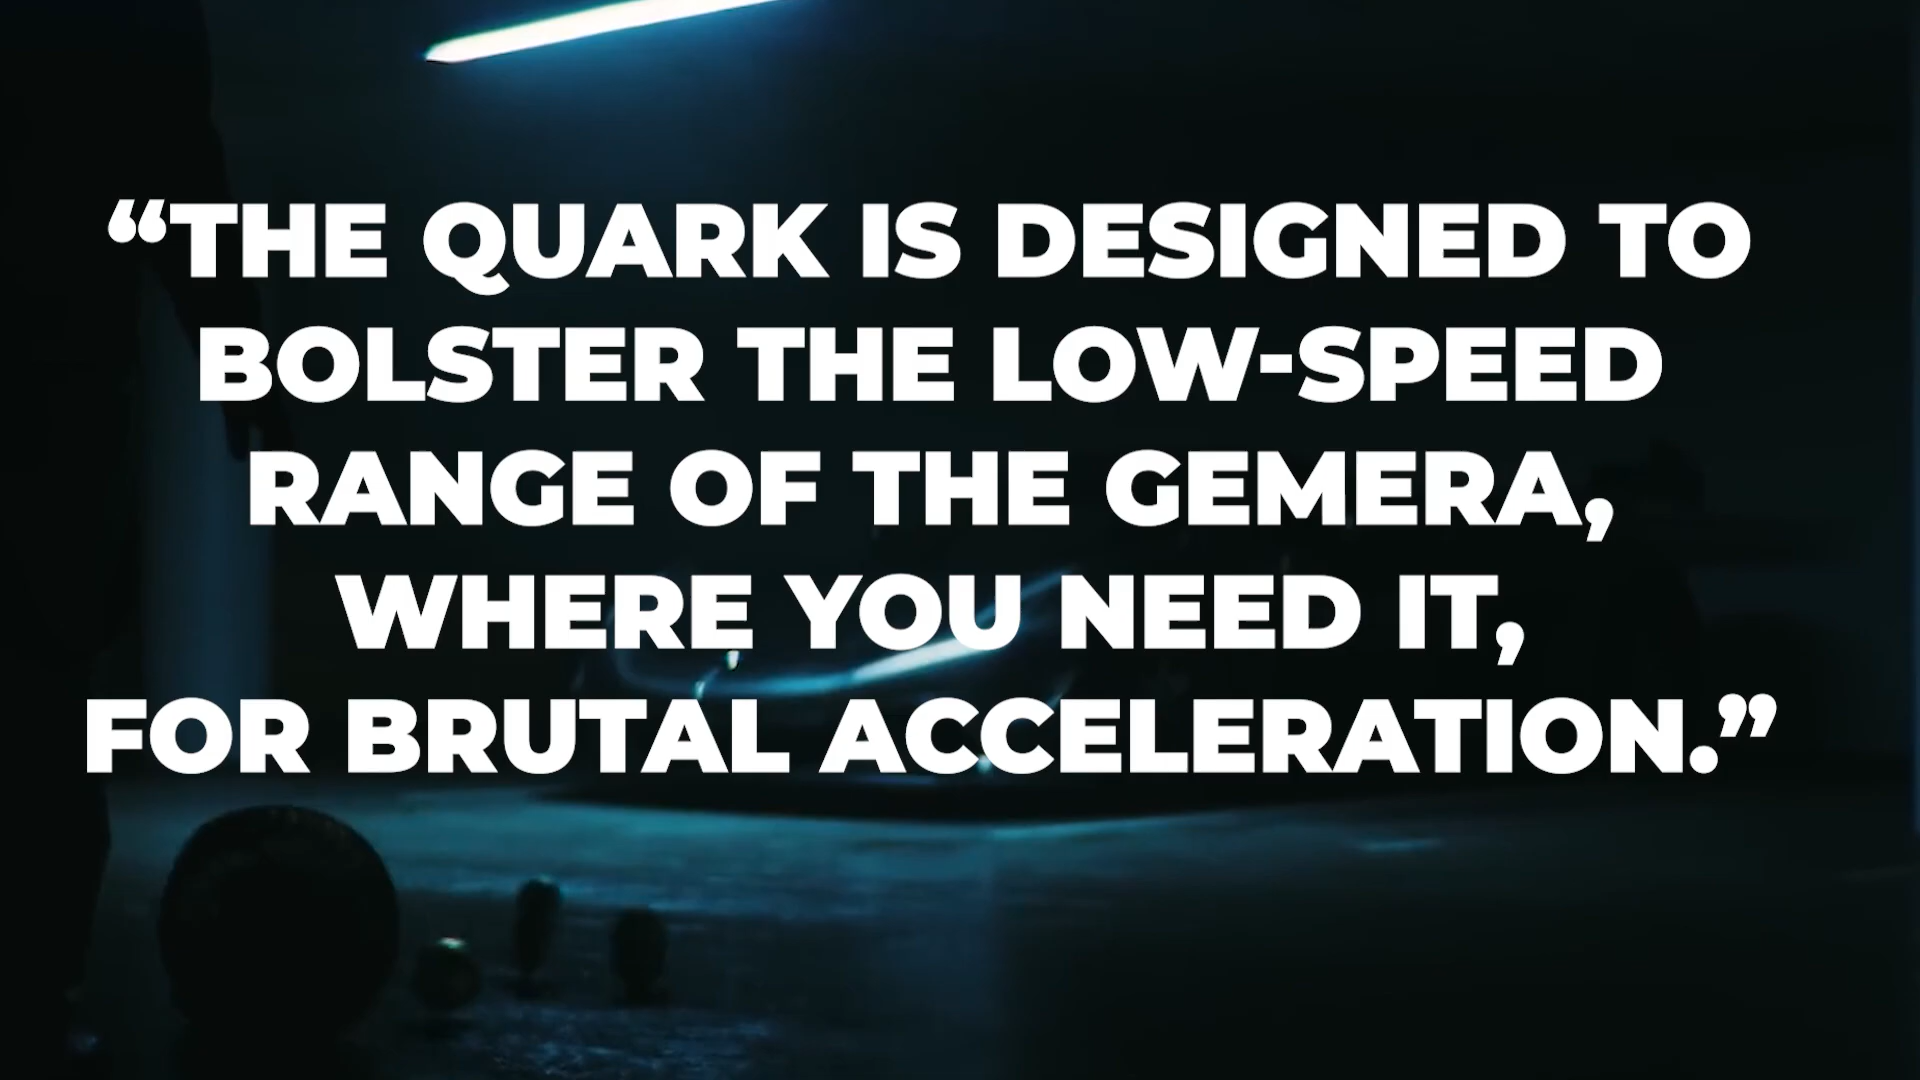 “THE QUARK IS DESIGNED TO
BOLSTER THE LOW-SPEED
RANGE OF THE GEMERA,
WHERE YOU NEED IT,
FOR BRUTAL ACCELERATION.”